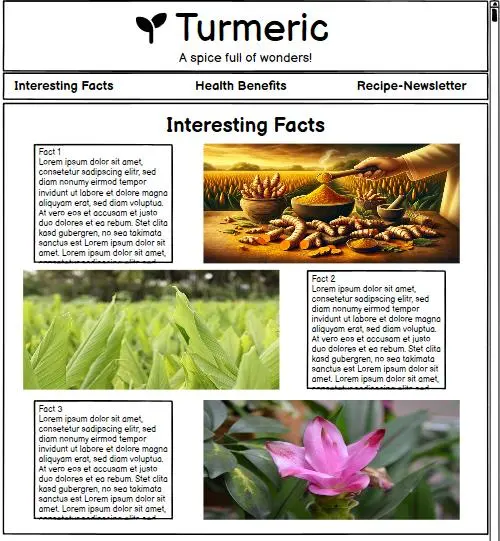 Turmeric
A spice full of wonders!
Interesting Facts
Health Benefits
Recipe-Newsletter
Interesting Facts
Fact 1
Lorem ipsum dolor sit amet,
consetetur sadipscing elitr, sed
diam nonumy eirmod tempor
invidunt ut labore et dolore magna
aliquyam erat, sed diam voluptua.
At vero eos et accusam et justo
duo dolores et ea rebum. Stet clita
kasd gubergren, no sea takimata
sanctus est Lorem ipsum dolor sit
amet. Lorem ipsum dolor sit amet,
Fact 2
Lorem ipsum dolor sit amet,
consetetur sadipscing elitr, sed
diam nonumy eirmod tempor
invidunt ut labore et dolore magna
aliquyam erat, sed diam voluptua.
At vero eos et accusam et justo
duo dolores et ea rebum. Stet clita
kasd gubergren, no sea takimata
sanctus est Lorem ipsum dolor sit
amet. Lorem ipsum dolor sit amet,
Fact 3
Lorem ipsum dolor sit amet,
consetetur sadipscing elitr, sed
diam nonumy eirmod tempor
invidunt ut labore et dolore magna
aliquyam erat, sed diam voluptua.
At vero eos et accusam et justo
duo dolores et ea rebum. Stet clita
kasd gubergren, no sea takimata
sanctus est Lorem ipsum dolor sit
amet. Lorem ipsum dolor sit amet,